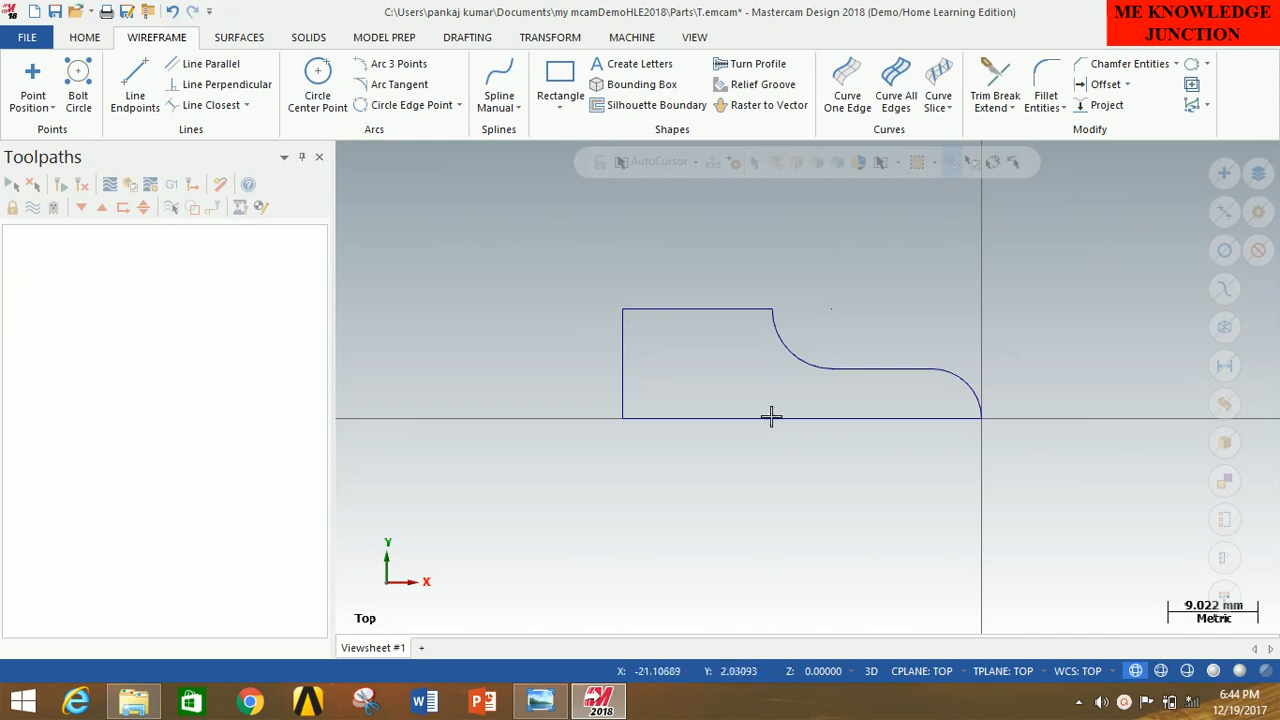 C:\Users\pankaj kumar\Documents\my mcamDemoHLE2018\Parts\T.emcam* - Mastercam Design 2018 (Demo/Home Learning Edition)
ME KNOWLEDGE
JUNCTION
FILE HOME WIREFRAME SURFACES SOLIDS MODEL PREP DRAFTING TRANSFORM MACHINE VIEW
Point Position
Bolt Circle
Points
Line Endpoints
Line Parallel
Line Perpendicular
Line Closest
Lines
Circle Center Point
Arc 3 Points
Arc Tangent
Circle Edge Point
Arcs
Spline Manual
Splines
Rectangle
Create Letters
Bounding Box
Silhouette Boundary
Turn Profile
Relief Groove
Raster to Vector
Shapes
Curve One Edge
Curve All Edges
Curve Slice
Curves
Trim Break Extend
Fillet Entities
Chamfer Entities
Offset
Project
Modify
Toolpaths
G1
AutoCursor
Y
X
Top
9.022 mm
Metric
Viewsheet #1 +
X: -21.10689 Y: 2.03093 Z: 0.00000 3D CPLANE: TOP TPLANE: TOP WCS: TOP
2018
6:44 PM
12/19/2017